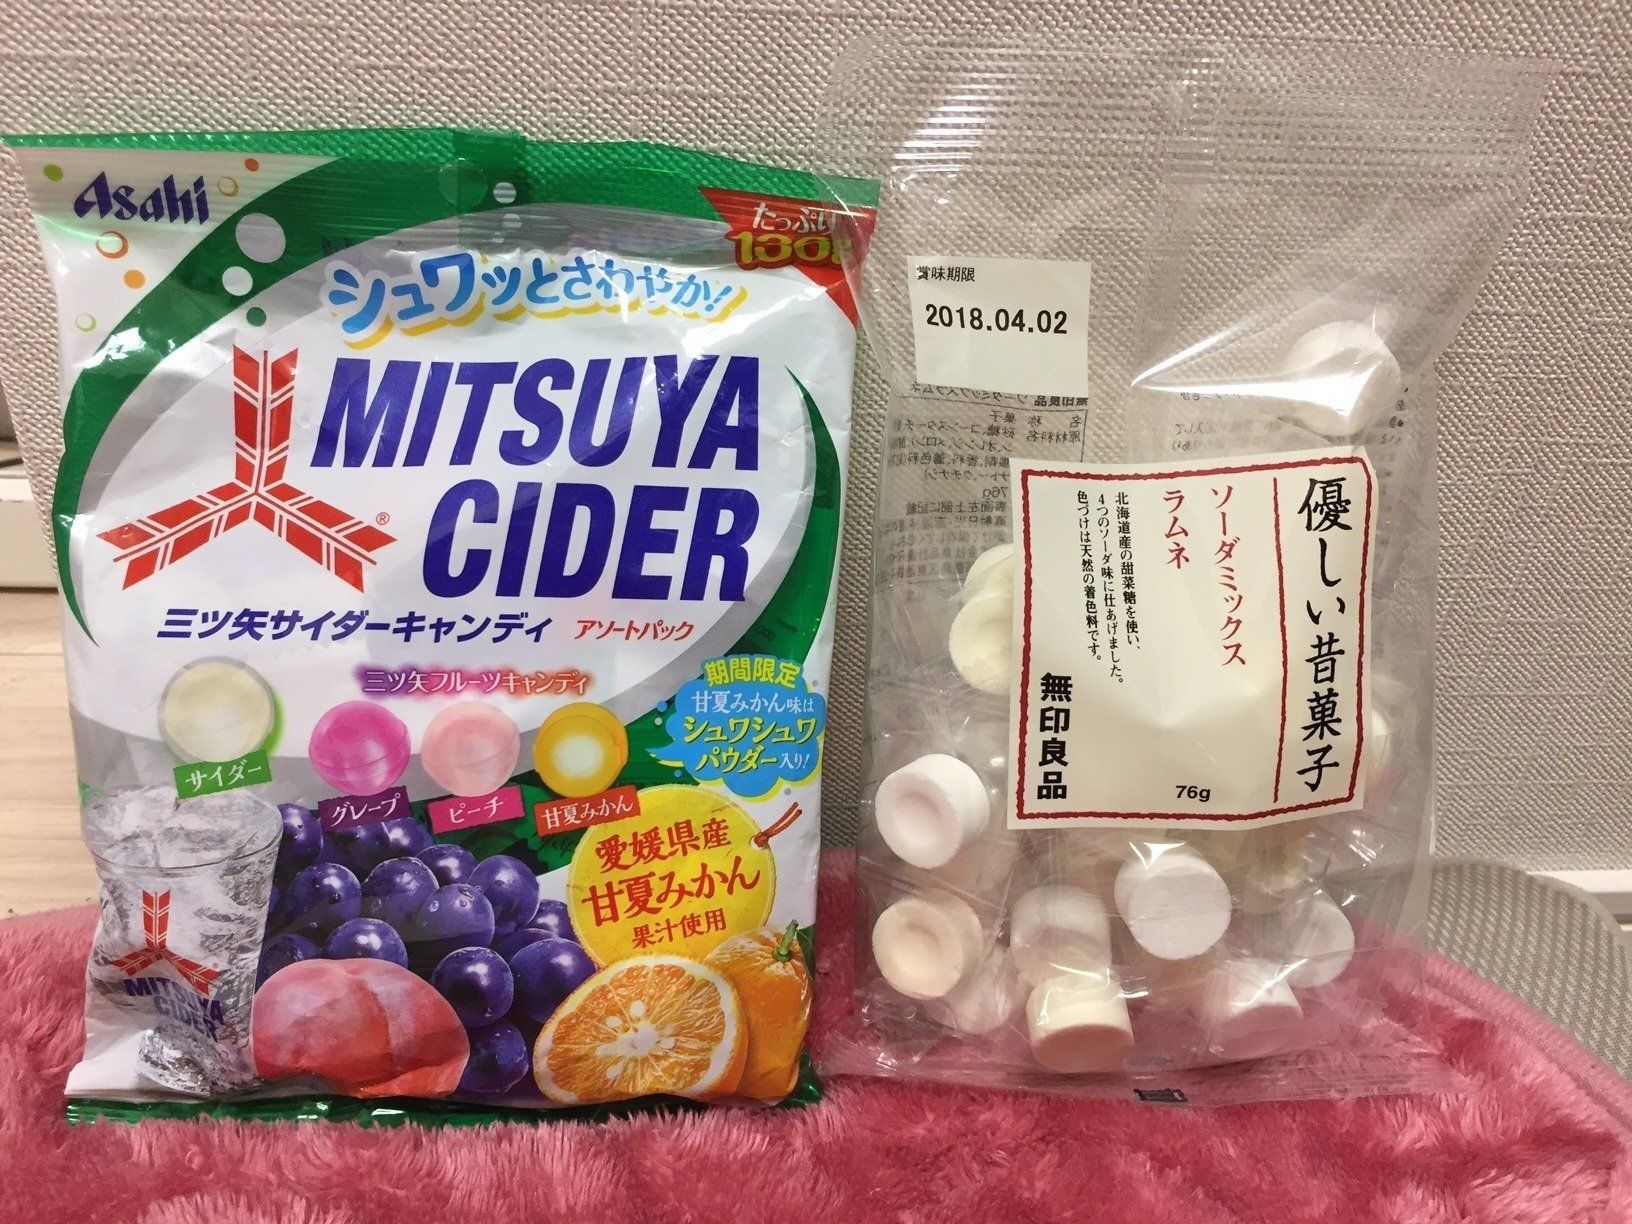 Asahi
たっぷり
130g
シュワッとさわやか!
MITSUYA
CIDER
®
三ツ矢サイダーキャンディ アソートパック
三ツ矢フルーツキャンディ
サイダー
グレープ
ピーチ
甘夏みかん
期間限定
甘夏みかん味は
シュワシュワ
パウダー入り!
愛媛県産
甘夏みかん
果汁使用
MITSUYA
CIDER
賞味期限
2018.04.02
優しい昔菓子
ソーダミックス
ラムネ
北海道産の甜菜糖を使い、
4つのソーダ味に仕あげました。
色づけは天然の着色料です。
無印良品
76g